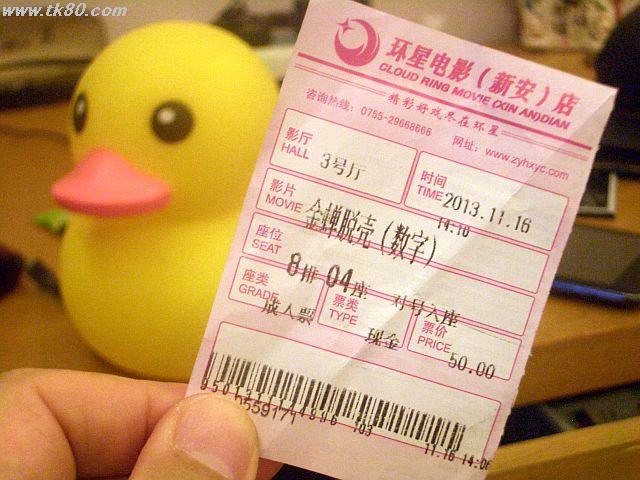 www.tk80.com
环星电影（新安）店
CLOUD RING MOVIE (XIN AN)DIAN
精彩好戏尽在环星
咨询热线：0755-29668666 网址：www.zyhxyc.com
影厅 HALL 3号厅
时间 TIME 2013.11.16 14:10
影片 MOVIE 金蝉脱壳（数字）
座位 SEAT 8排04座 对号入座
座类 GRADE 成人票
票类 TYPE 现金
票价 PRICE 50.00
0559171
103
11.16 14:06